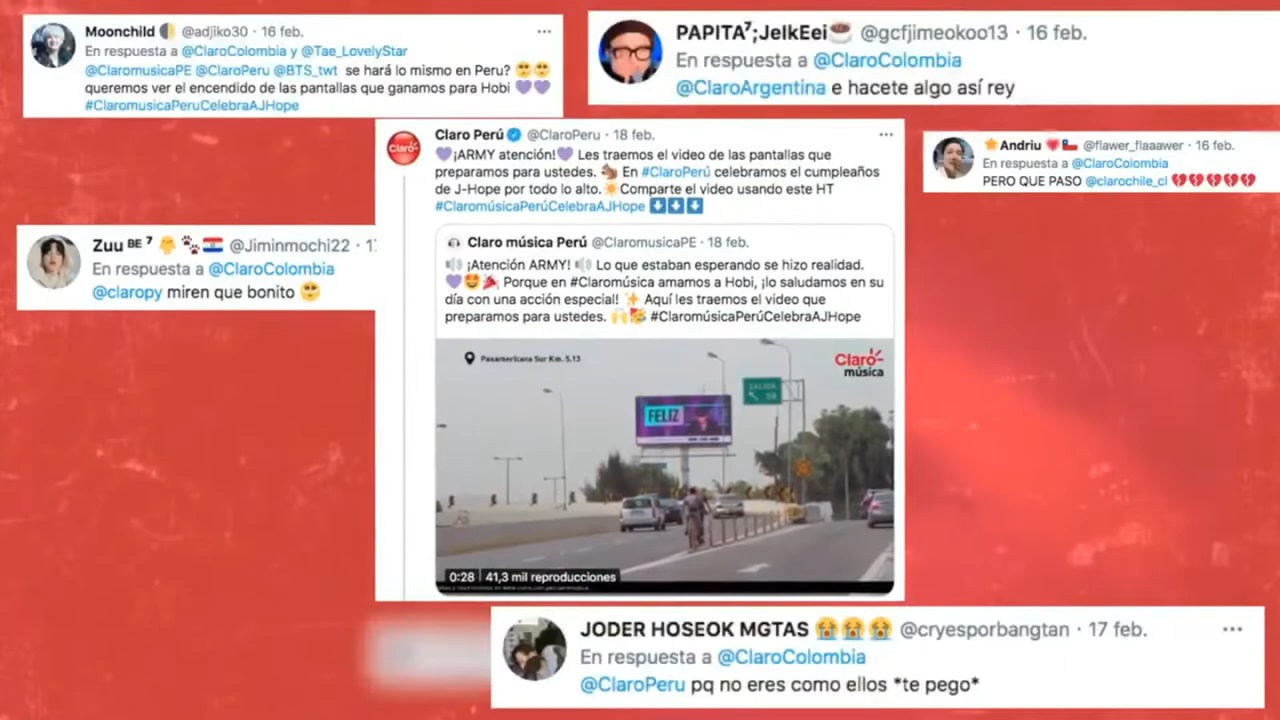 Moonchild @adjiko30 · 16 feb.
En respuesta a @ClaroColombia y @Tae_LovelyStar
@ClaromusicaPE @ClaroPeru @BTS_twt se hará lo mismo en Peru? 🥺🥺
queremos ver el encendido de las pantallas que ganamos para Hobi 💜💜
#ClaromusicaPeruCelebraAJHope
PAPITA⁷;JeIkEei☕ @gcfjimeokoo13 · 16 feb.
En respuesta a @ClaroColombia
@ClaroArgentina e hacete algo así rey
Claro-
Claro Perú @ClaroPeru · 18 feb.
💜¡ARMY atención!💜 Les traemos el video de las pantallas que
preparamos para ustedes. 🐿️ En #ClaroPerú celebramos el cumpleaños
de J-Hope por todo lo alto.☀️Comparte el video usando este HT
#ClaromúsicaPerúCelebraAJHope ⬇️⬇️⬇️
Claro música Perú @ClaromusicaPE · 18 feb.
🔊 ¡Atención ARMY! 🔊 Lo que estaban esperando se hizo realidad.
💜🤩🎉 Porque en #Claromúsica amamos a Hobi, ¡lo saludamos en su
día con una acción especial! ✨ Aquí les traemos el video que
preparamos para ustedes. 🙌🥳 #ClaromúsicaPerúCelebraAJHope
Panamericana Sur Km. 5.13
Claro-
música
SALIDA
FELIZ
0:28 41,3 mil reproducciones
⭐Andriu ❤️🇨🇱 @flawer_flaaawer · 16 feb.
En respuesta a @ClaroColombia
PERO QUE PASO @clarochile_cl 💔💔💔💔💔
Zuu ᴮᴱ ⁷ 🐥🐾🇵🇾 @Jiminmochi22 · 17
En respuesta a @ClaroColombia
@claropy miren que bonito 🥺
JODER HOSEOK MGTAS 😭😭😭 @cryesporbangtan · 17 feb.
En respuesta a @ClaroColombia
@ClaroPeru pq no eres como ellos *te pego*